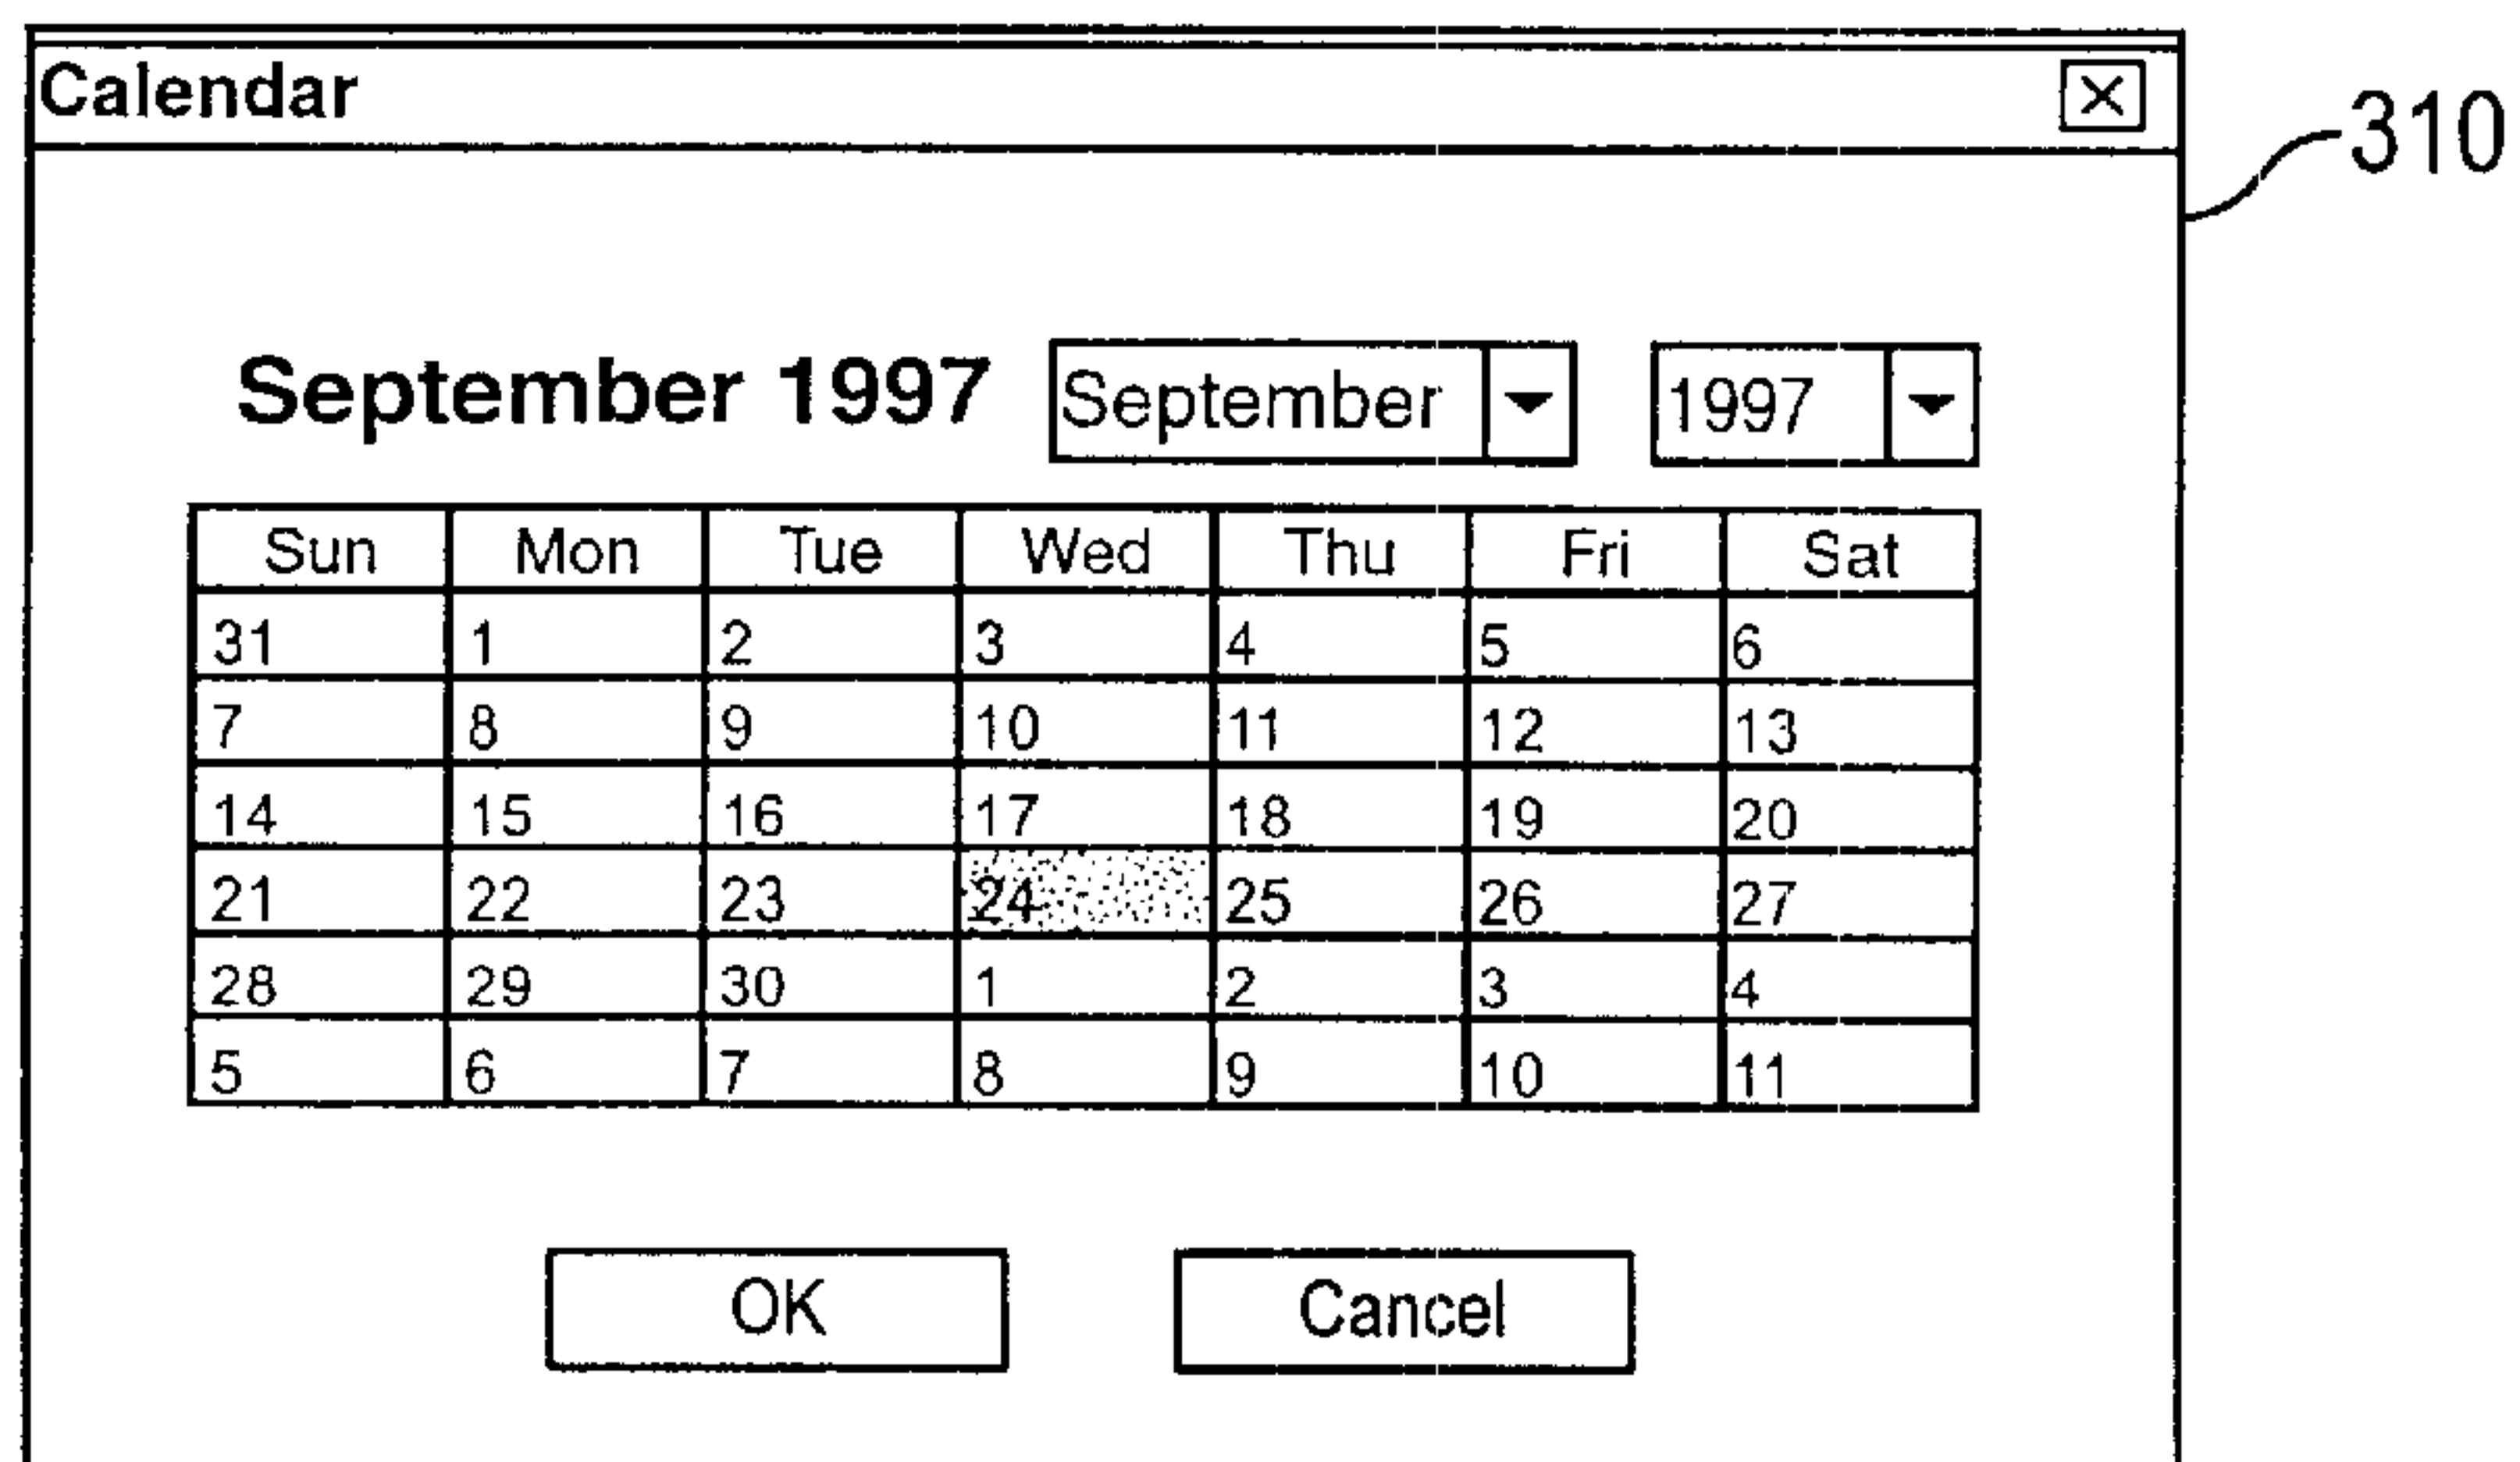 Calendar X
310
September 1997 September 1997
Sun Mon Tue Wed Thu Fri Sat
31 1 2 3 4 5 6
7 8 9 10 11 12 13
14 15 16 17 18 19 20
21 22 23 24 25 26 27
28 29 30 1 2 3 4
5 6 7 8 9 10 11
OK Cancel